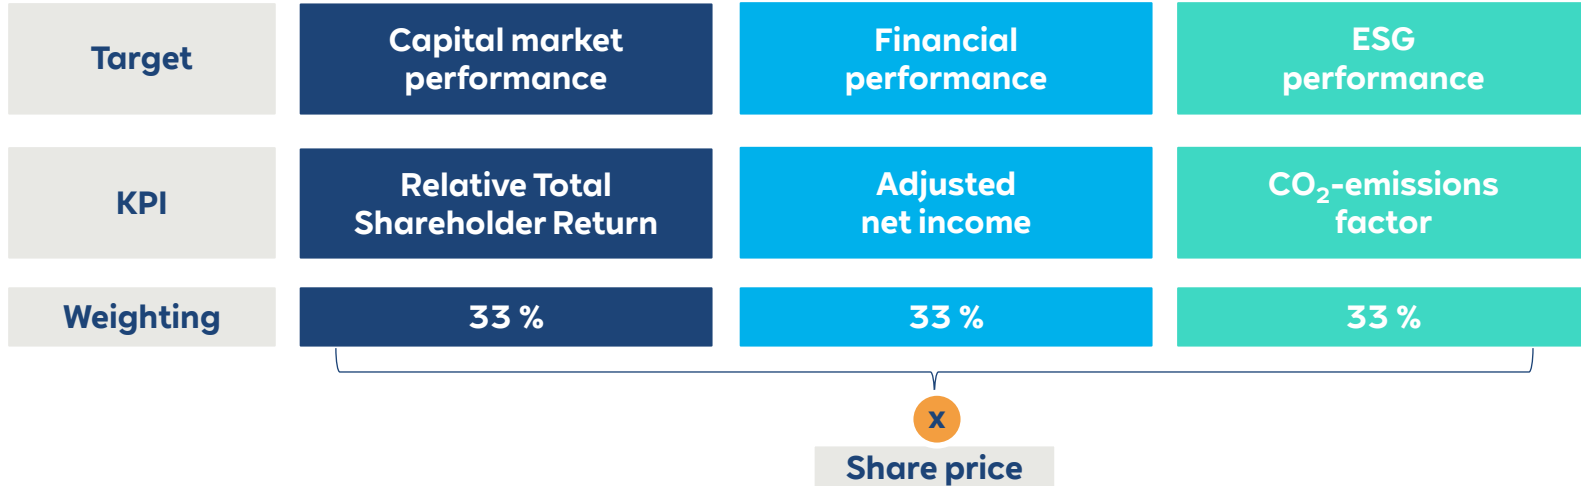 Target
Capital market
performance
Financial
performance
ESG
performance
KPI
Relative Total
Shareholder Return
Adjusted
net income
CO₂-emissions
factor
Weighting
33 %
33 %
33 %
x
Share price